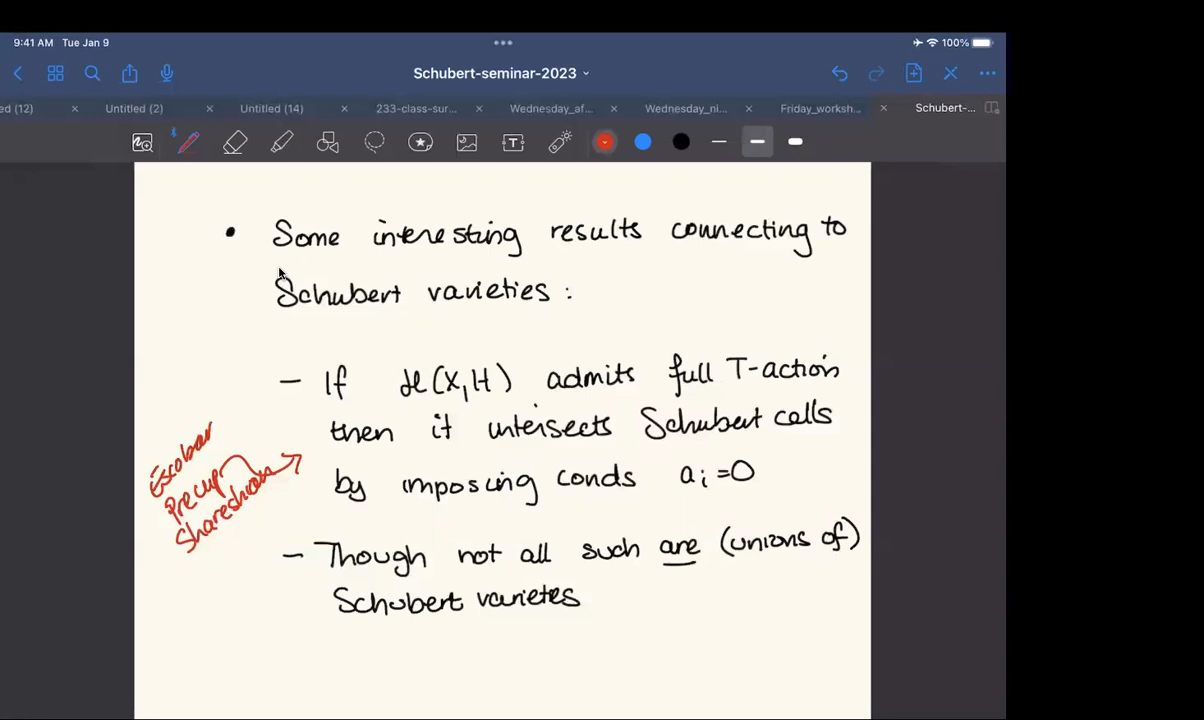 9:41 AM Tue Jan 9
100%
Schubert-seminar-2023
ed (12)
Untitled (2)
Untitled (14)
233-class-sur...
Wednesday_af...
Wednesday_ni...
Friday_worksh...
Schubert-...
• Some interesting results connecting to
Schubert varieties :
– If H(X,H) admits full T-action
then it intersects Schubert cells
by imposing conds aᵢ=0
Escobar
Precup
Shareshian
– Though not all such are (unions of)
Schubert varietes